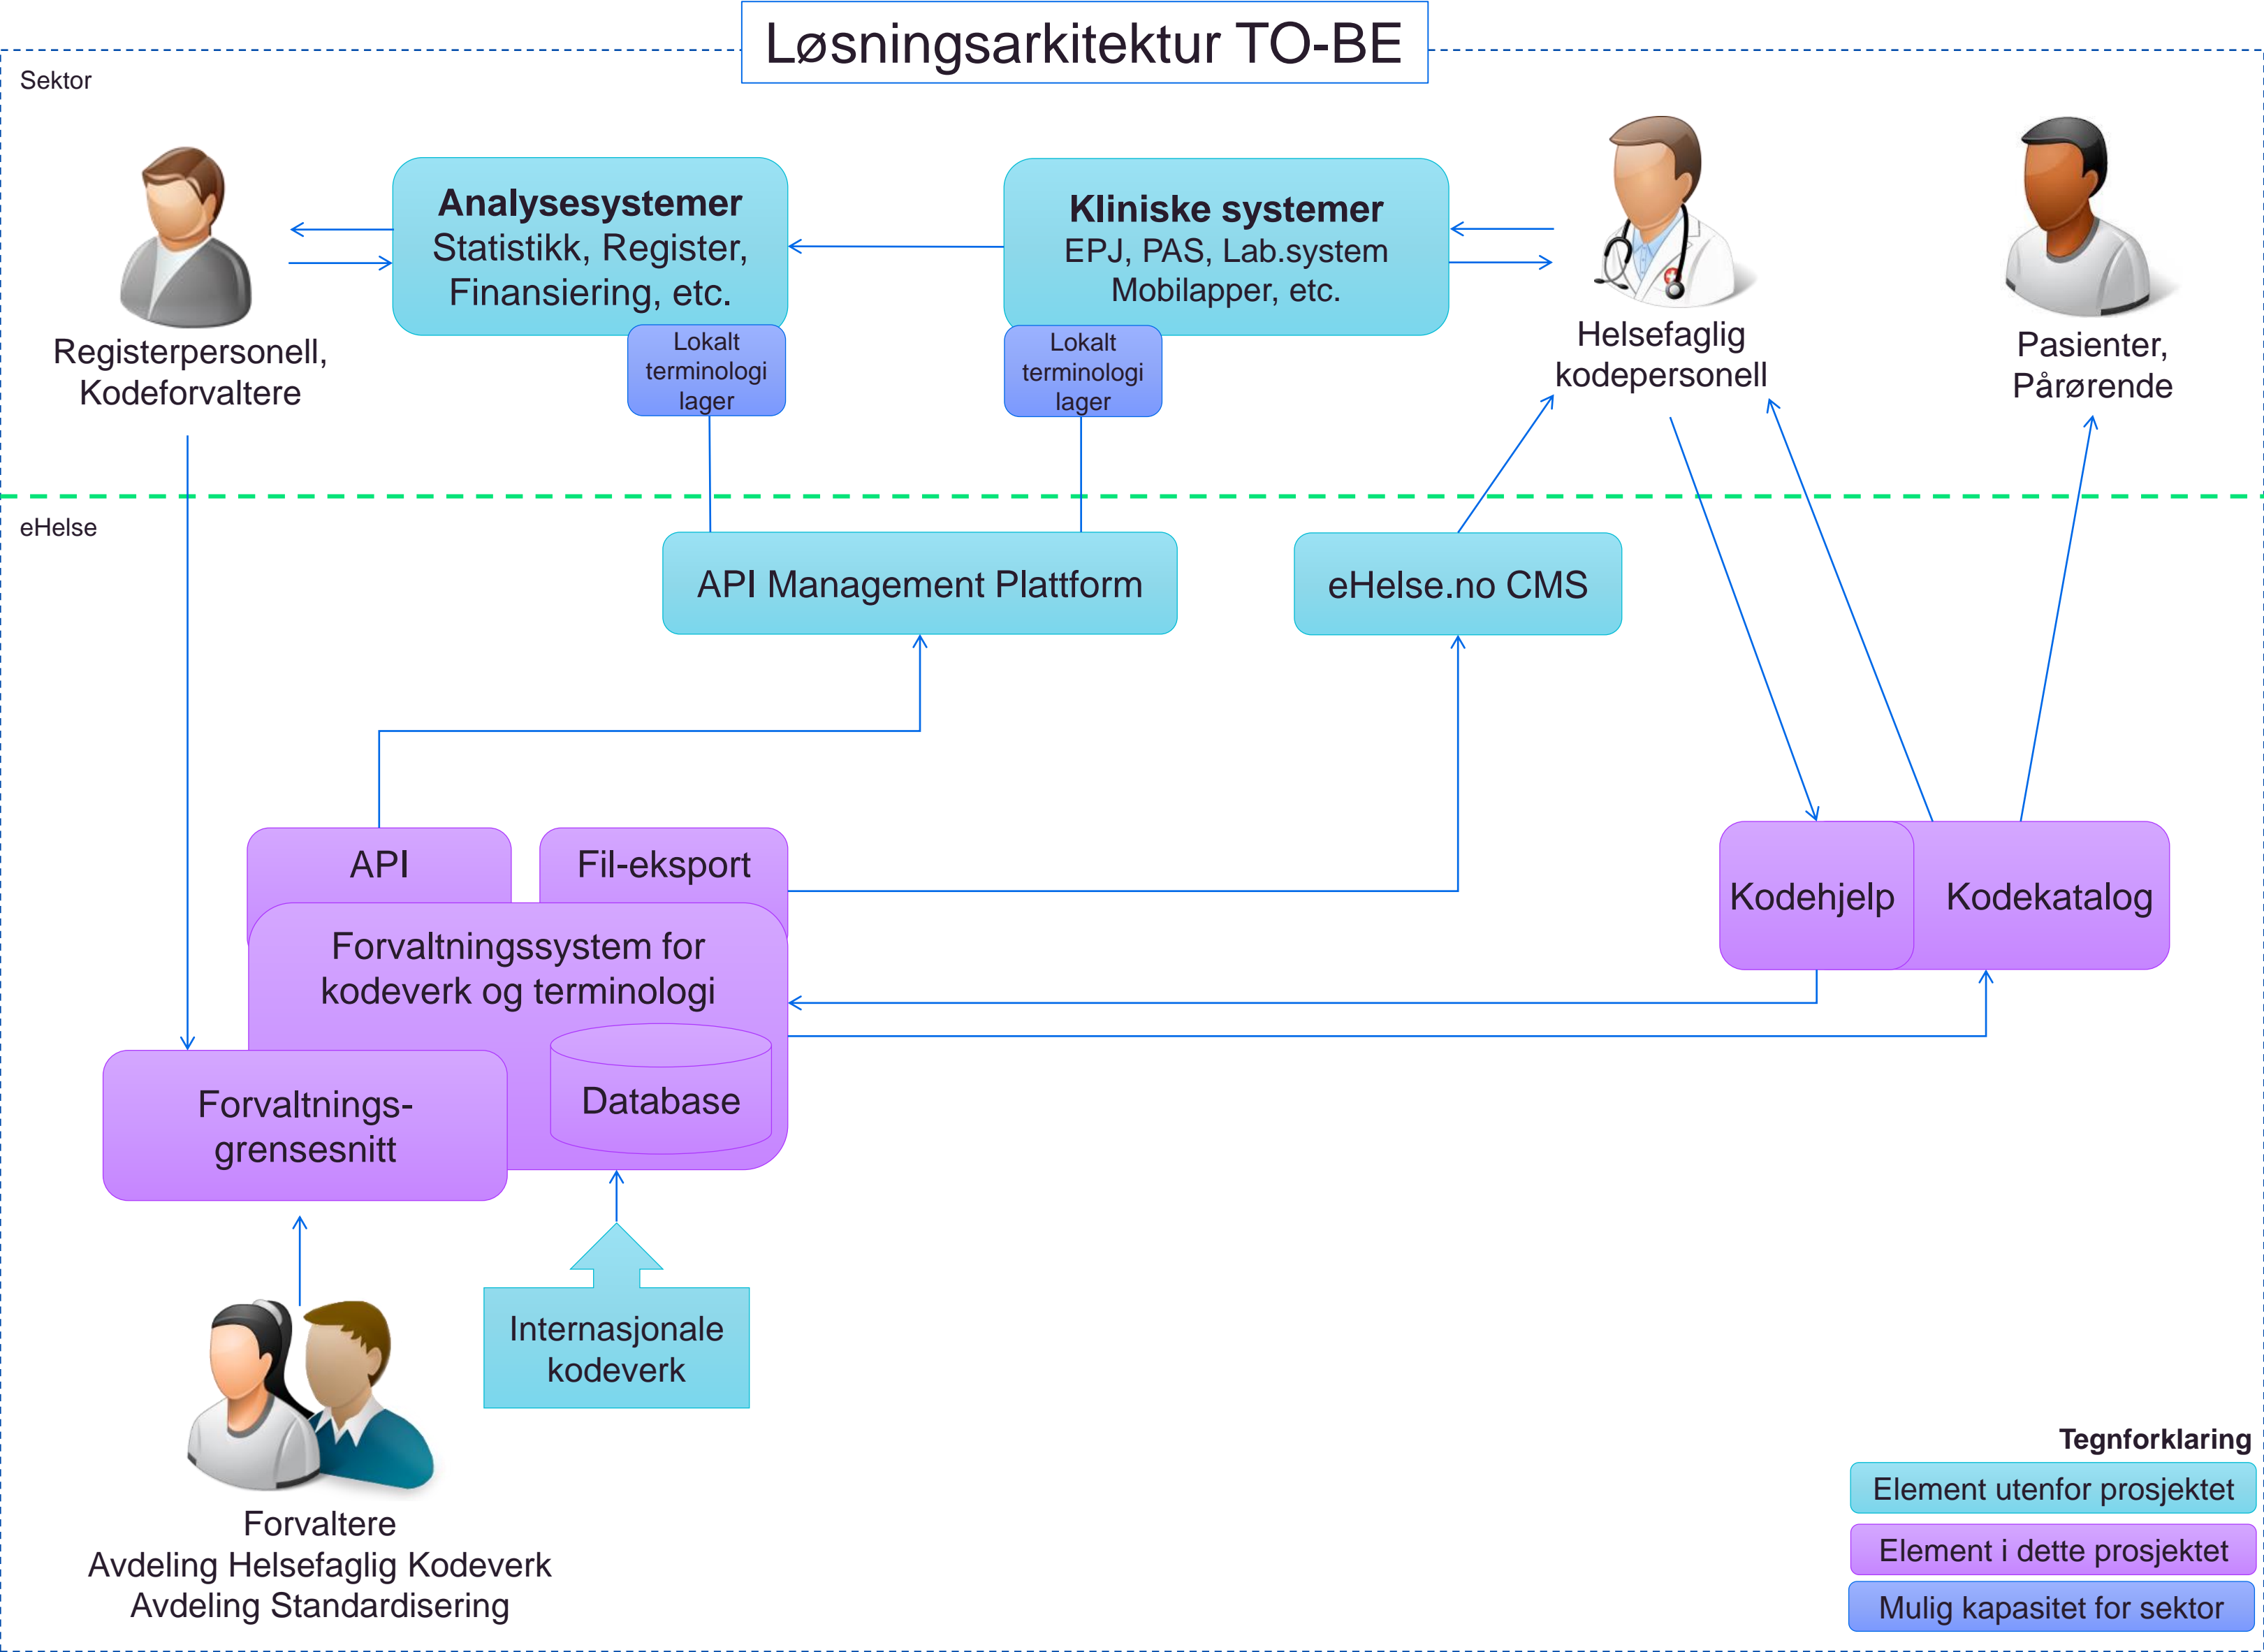 Løsningsarkitektur TO-BE
Sektor
Analysesystemer
Statistikk, Register,
Finansiering, etc.
Kliniske systemer
EPJ, PAS, Lab.system
Mobilapper, etc.
Registerpersonell,
Kodeforvaltere
Lokalt
terminologi
lager
Lokalt
terminologi
lager
Helsefaglig
kodepersonell
Pasienter,
Pårørende
eHelse
API Management Plattform
eHelse.no CMS
API
Fil-eksport
Kodehjelp
Kodekatalog
Forvaltningssystem for
kodeverk og terminologi
Database
Forvaltnings-
grensesnitt
Internasjonale
kodeverk
Forvaltere
Avdeling Helsefaglig Kodeverk
Avdeling Standardisering
Tegnforklaring
Element utenfor prosjektet
Element i dette prosjektet
Mulig kapasitet for sektor